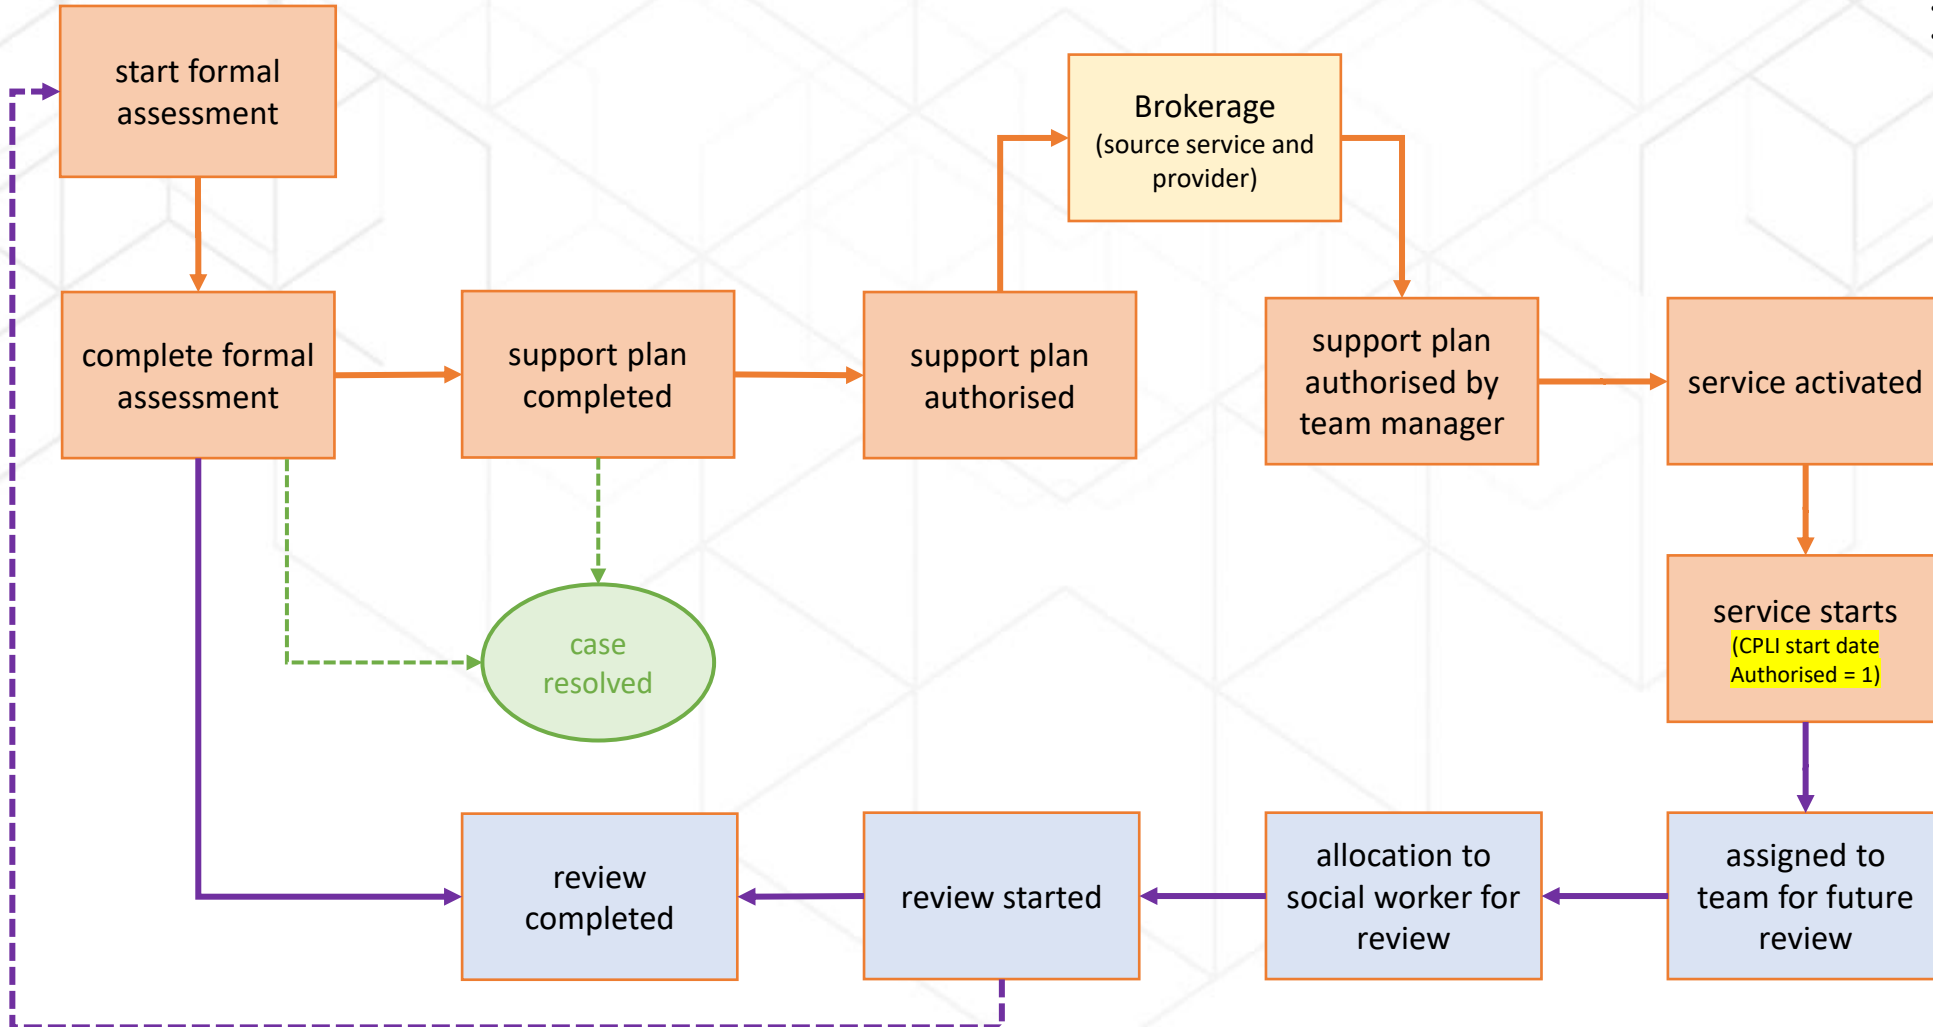 start formal
assessment
Brokerage
(source service and
provider)
complete formal
assessment
support plan
completed
support plan
authorised
support plan
authorised by
team manager
service activated
case
resolved
service starts
(CPLI start date
Authorised = 1)
review
completed
review started
allocation to
social worker for
review
assigned to
team for future
review